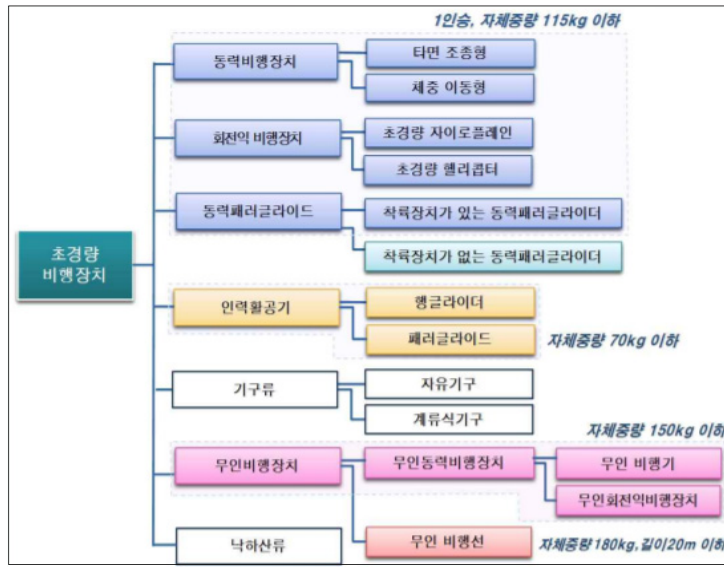 1인승, 자체중량 115kg 이하
동력비행장치
타면 조종형
체중 이동형
회전익 비행장치
초경량 자이로플레인
초경량 헬리콥터
동력패러글라이드
착륙장치가 있는 동력패러글라이더
착륙장치가 없는 동력패러글라이더
초경량
비행장치
인력활공기
행글라이더
패러글라이드
자체중량 70kg 이하
기구류
자유기구
계류식기구
자체중량 150kg 이하
무인비행장치
무인동력비행장치
무인 비행기
무인회전익비행장치
낙하산류
무인 비행선
자체중량180kg,길이20m 이하